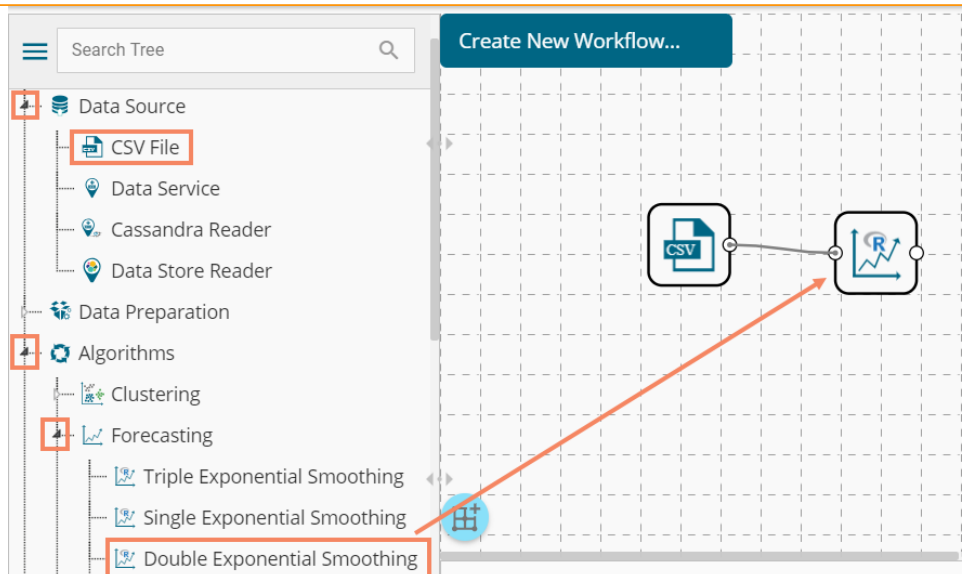 Search Tree
Create New Workflow...
Data Source
CSV File
Data Service
Cassandra Reader
Data Store Reader
Data Preparation
Algorithms
Clustering
Forecasting
Triple Exponential Smoothing
Single Exponential Smoothing
Double Exponential Smoothing
CSV
R